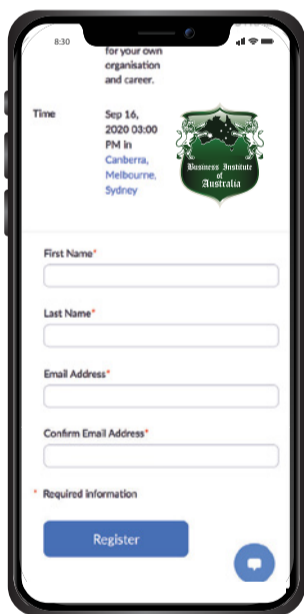 8:30
for your own
organisation
and career.
Time
Sep 16,
2020 03:00
PM in
Canberra,
Melbourne,
Sydney
Business Institute
of
Australia
First Name*
Last Name*
Email Address*
Confirm Email Address*
* Required information
Register